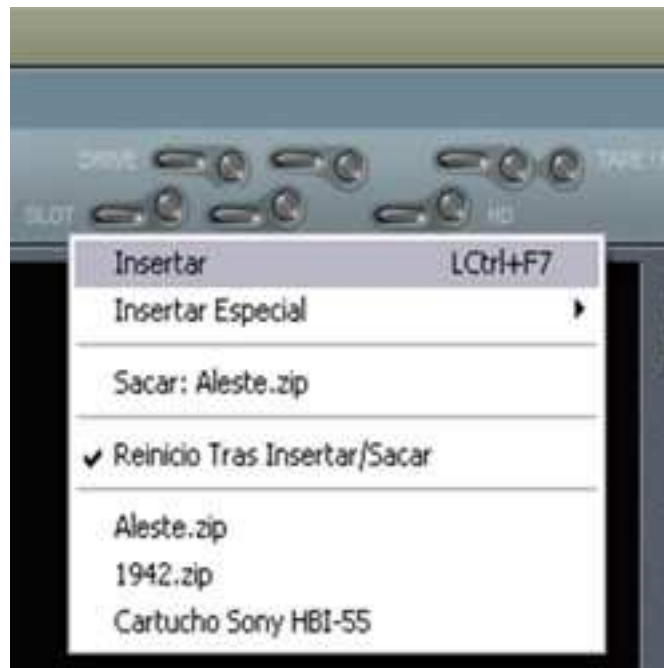 DRIVE
TAPE
SLOT HD
Insertar LCtrl+F7
Insertar Especial
Sacar: Aleste.zip
✔ Reinicio Tras Insertar/Sacar
Aleste.zip
1942.zip
Cartucho Sony HBI-55